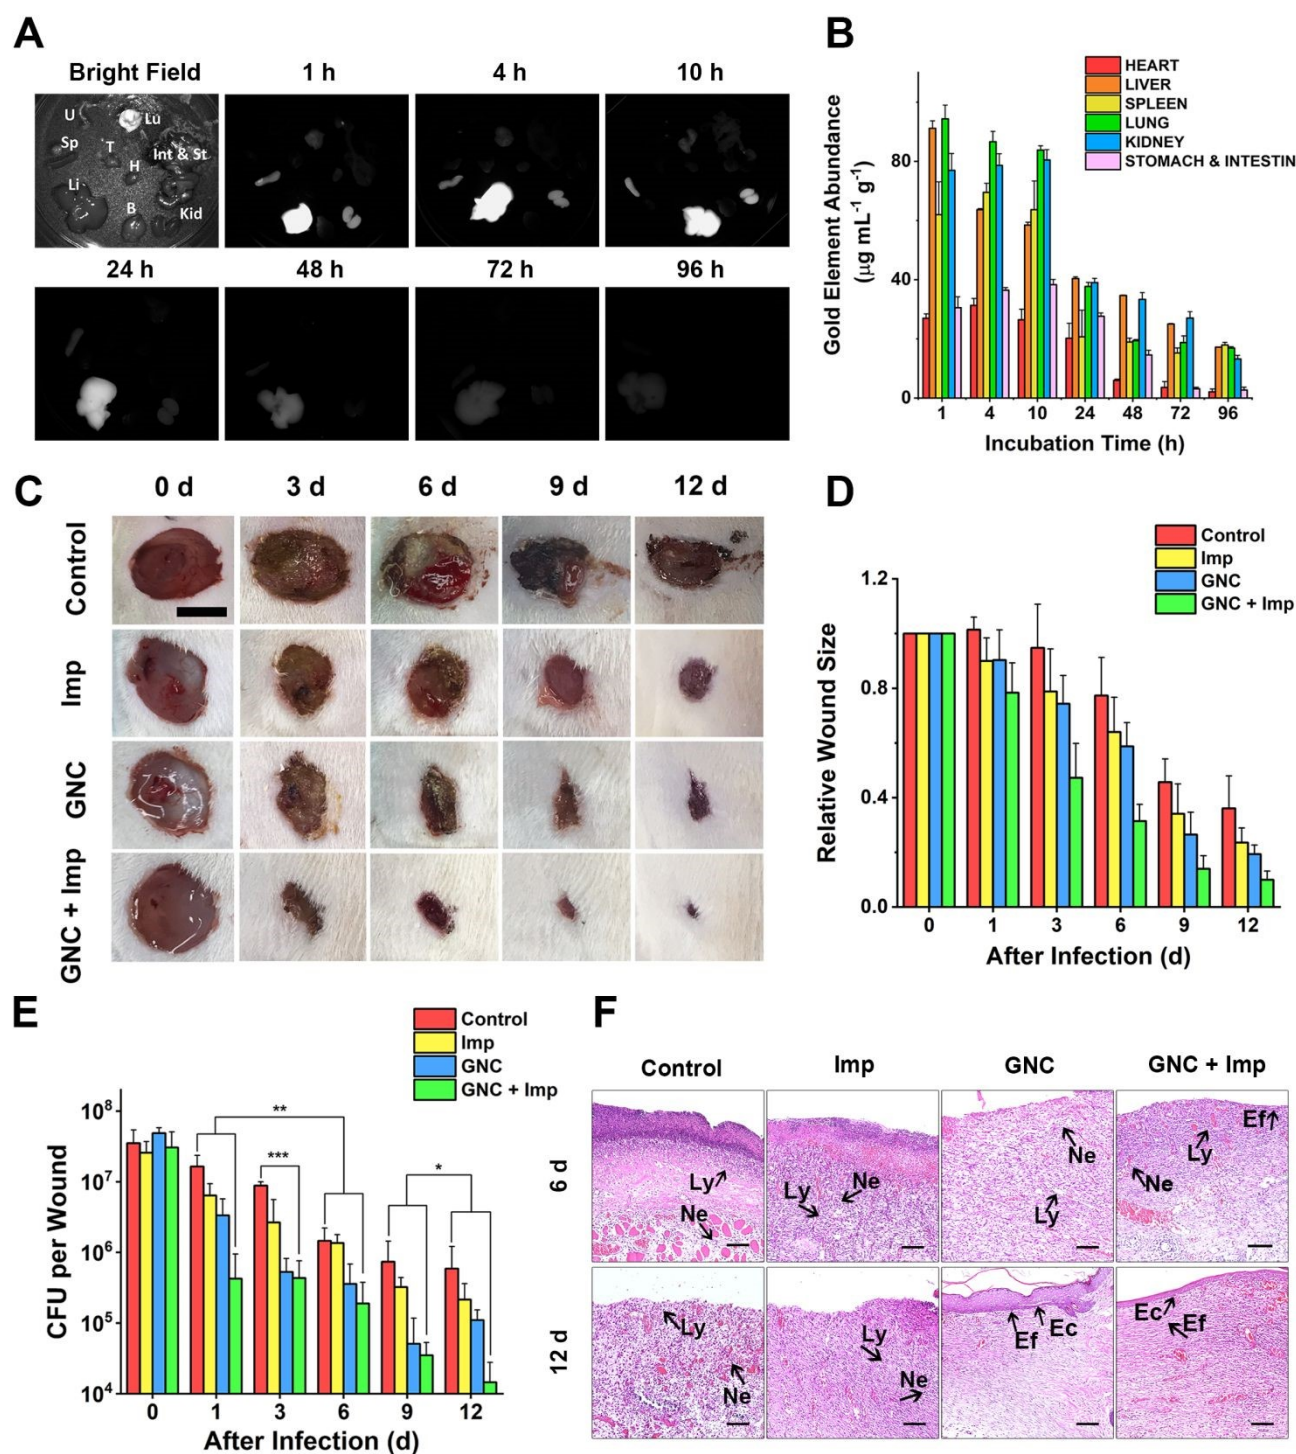 A
Bright Field 1 h 4 h 10 h
U Lu
Sp T Int & St
H
Li B Kid
24 h 48 h 72 h 96 h
B
HEART
LIVER
SPLEEN
LUNG
KIDNEY
STOMACH & INTESTIN
Gold Element Abundance
(μg mL⁻¹ g⁻¹)
80
40
0
1 4 10 24 48 72 96
Incubation Time (h)
C
0 d 3 d 6 d 9 d 12 d
Control
Imp
GNC
GNC + Imp
D
Control
Imp
GNC
GNC + Imp
Relative Wound Size
1.2
0.8
0.4
0.0
0 1 3 6 9 12
After Infection (d)
E
Control
Imp
GNC
GNC + Imp
CFU per Wound
10⁸
10⁷
10⁶
10⁵
10⁴
**
***
*
0 1 3 6 9 12
After Infection (d)
F
Control Imp GNC GNC + Imp
6 d
Ly
Ne
Ly Ne
Ne
Ly
Ef
Ly
Ne
12 d
Ly
Ne
Ly
Ne
Ef Ec
Ec
Ef